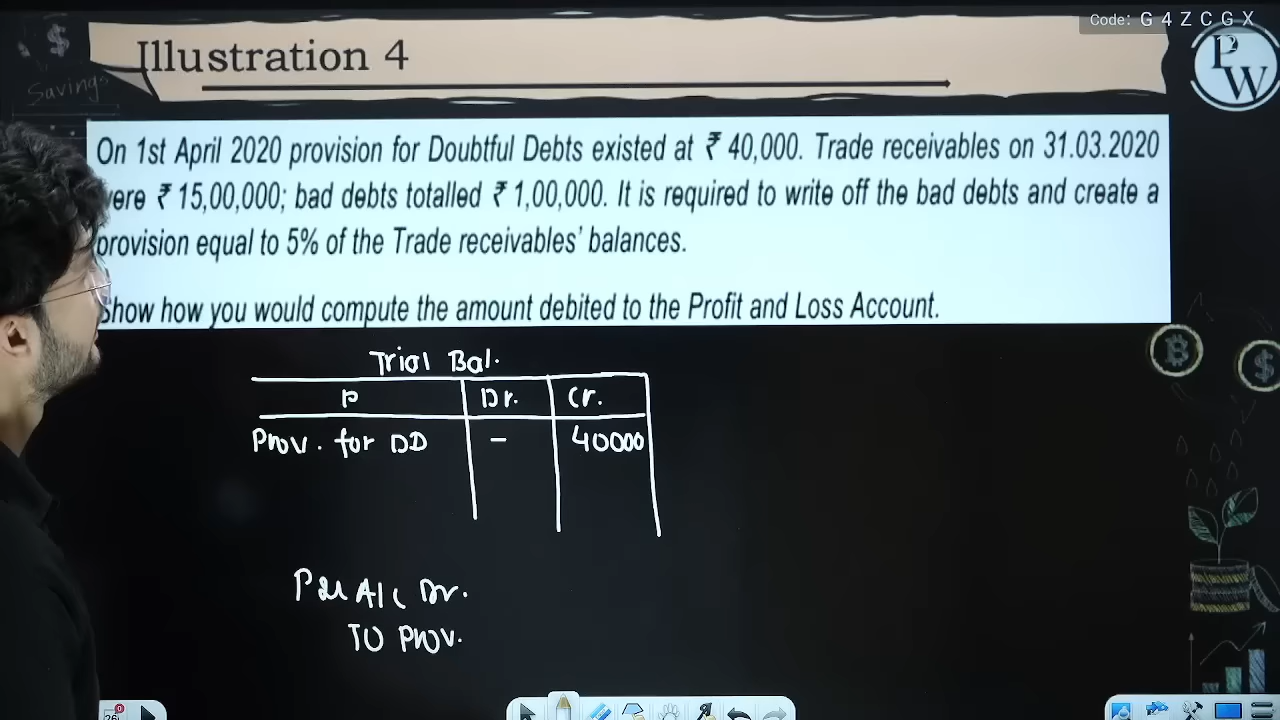 Code: G 4 Z C G X
Illustration 4
PW
Savings
On 1st April 2020 provision for Doubtful Debts existed at ₹ 40,000. Trade receivables on 31.03.2020
were ₹ 15,00,000; bad debts totalled ₹ 1,00,000. It is required to write off the bad debts and create a
provision equal to 5% of the Trade receivables' balances.
Show how you would compute the amount debited to the Profit and Loss Account.
Trial Bal.
P Dr. Cr.
Prov. for DD - 40000
P&L A/c Dr.
To Prov.